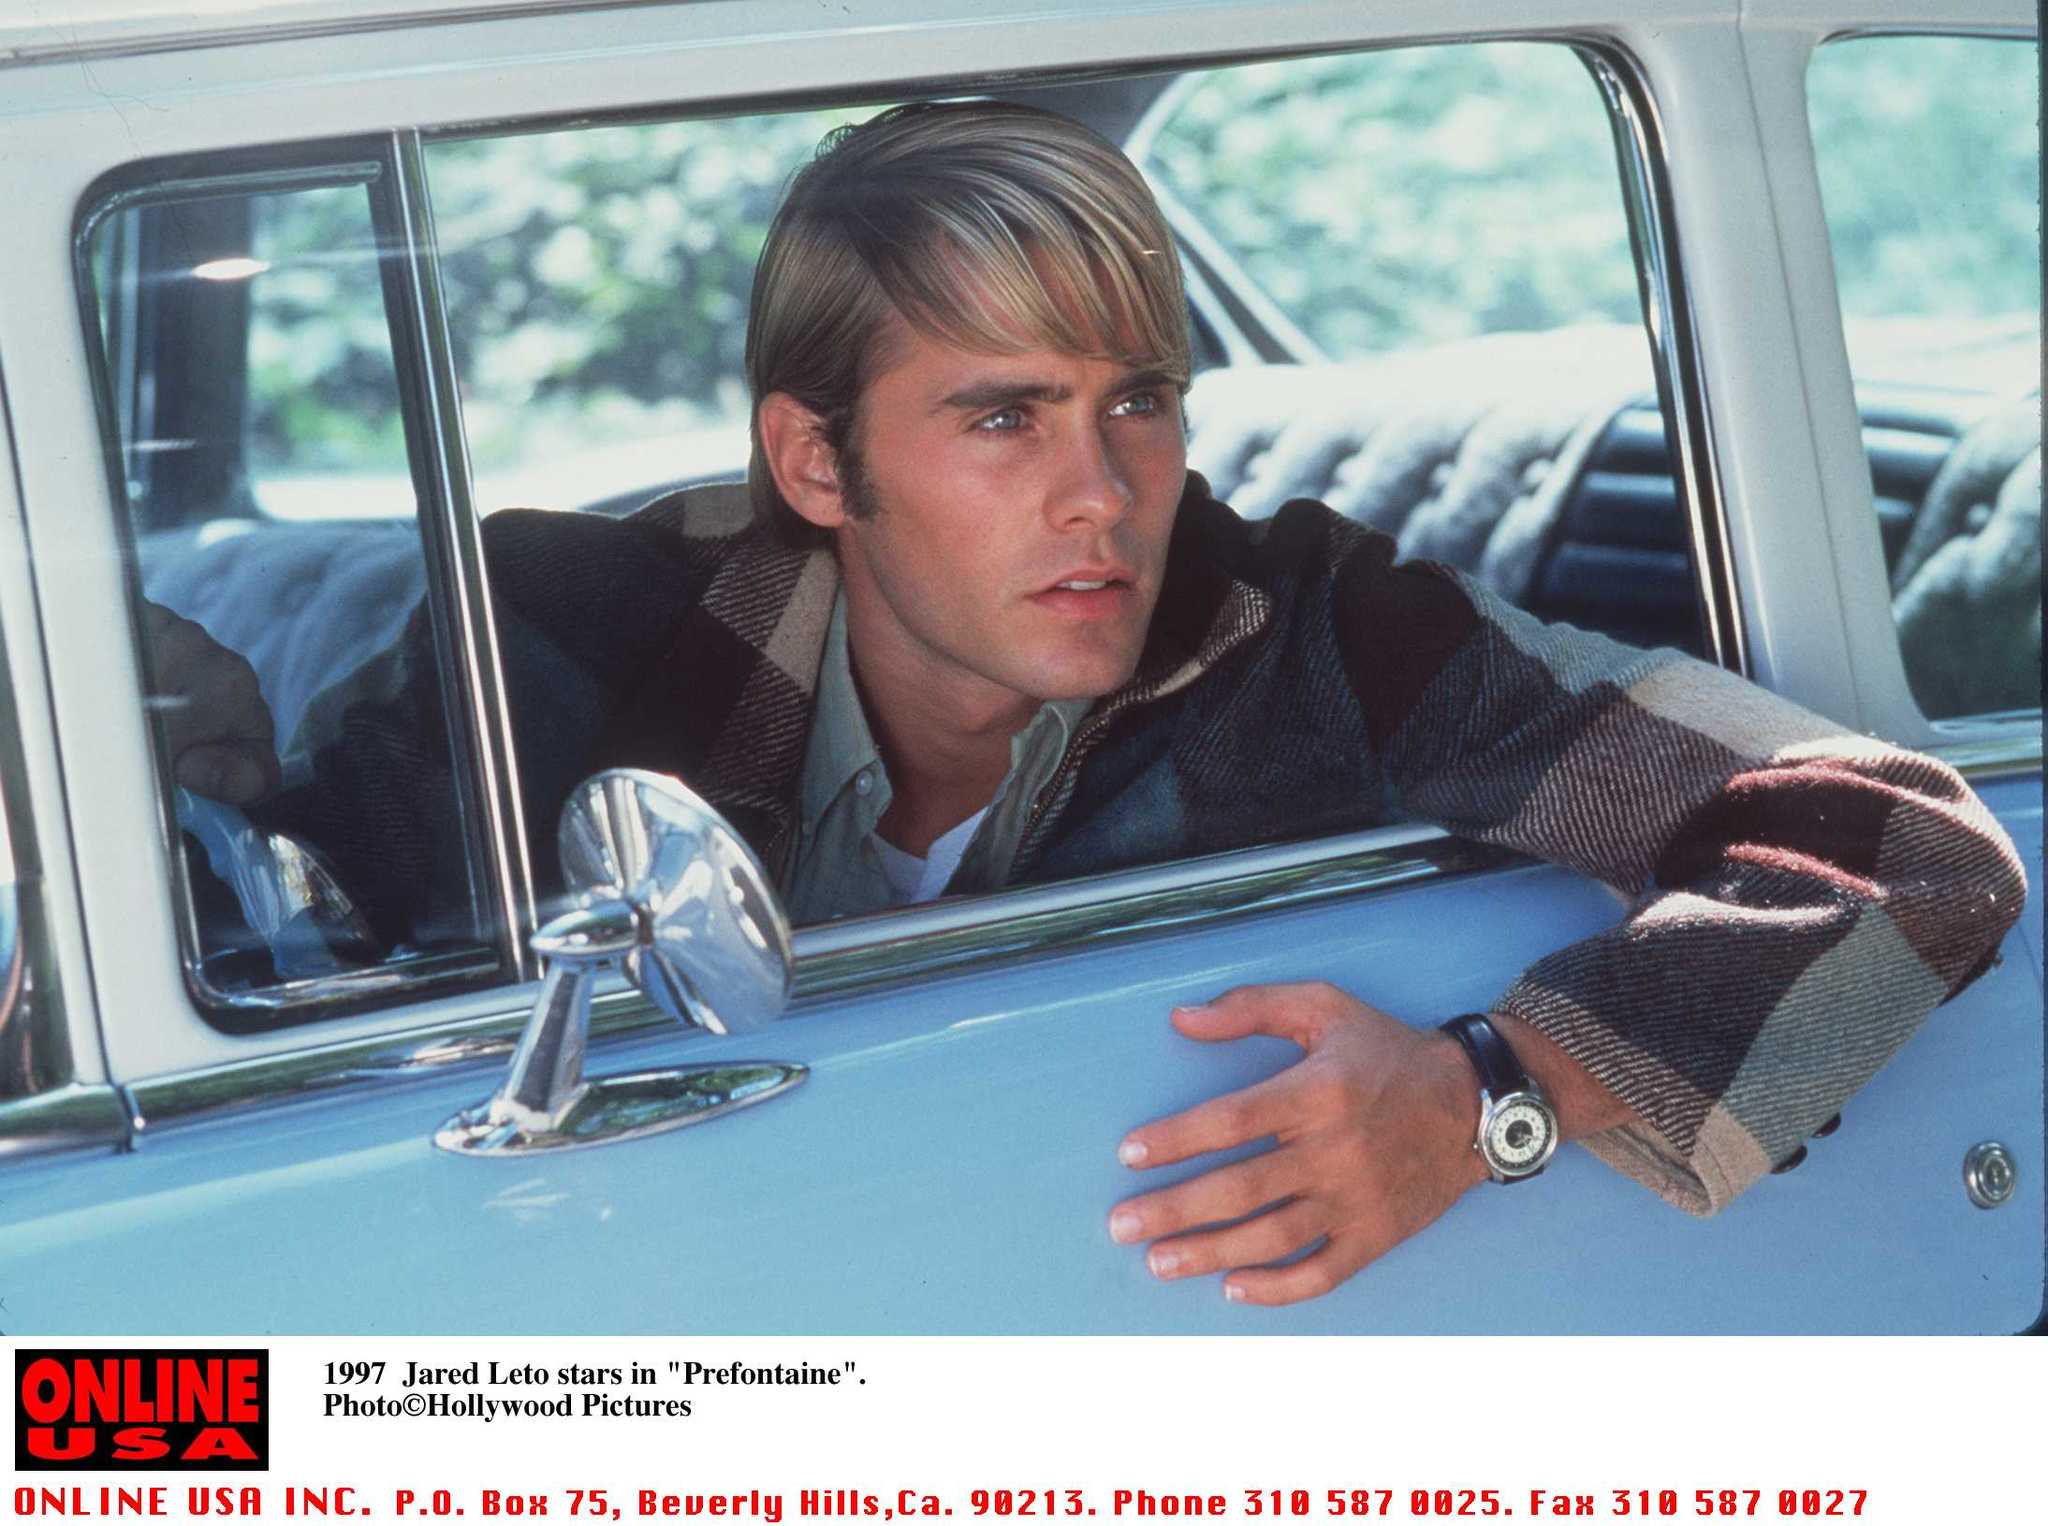 ONLINE
USA
1997 Jared Leto stars in "Prefontaine".
Photo©Hollywood Pictures
ONLINE USA INC. P.O. Box 75, Beverly Hills,Ca. 90213. Phone 310 587 0025. Fax 310 587 0027